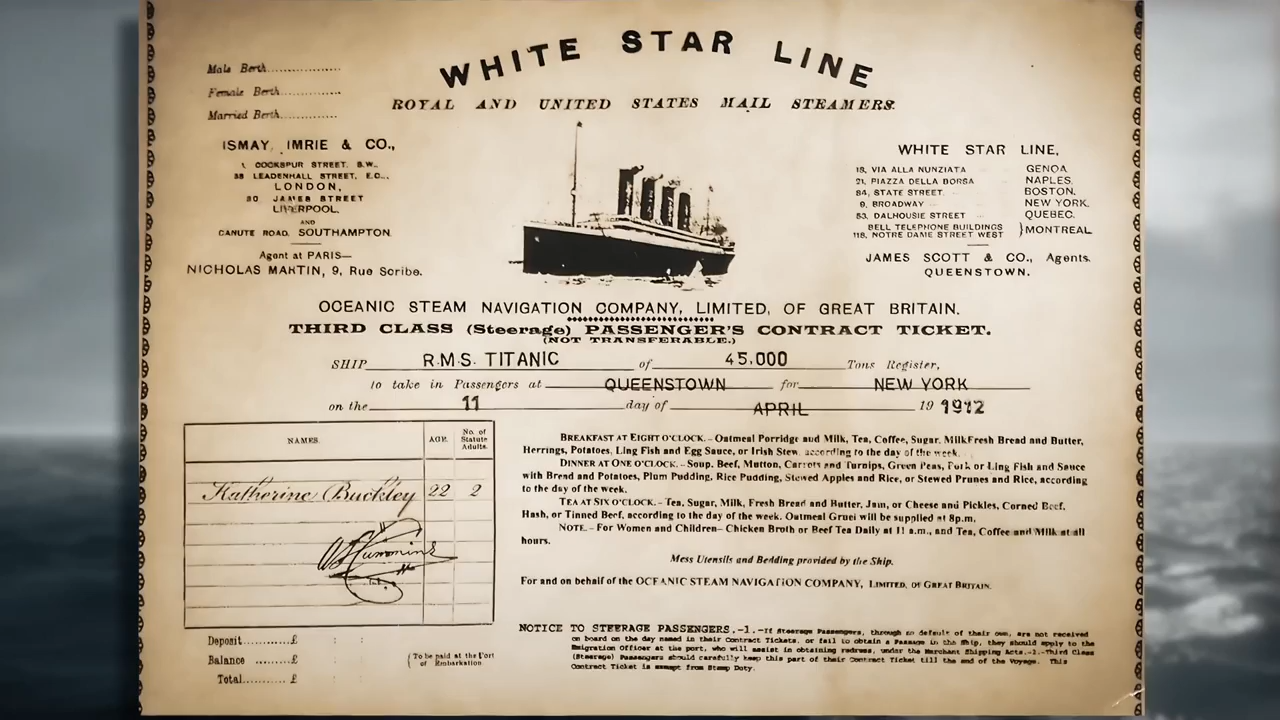 WHITE STAR LINE
ROYAL AND UNITED STATES MAIL STEAMERS.
Male Berth..................
Female Berth...............
Married Berth...............
ISMAY, IMRIE & CO.,
1, COCKSPUR STREET, S.W.,
38 LEADENHALL STREET, E.C.,
LONDON,
30 JAMES STREET
LIVERPOOL,
AND
CANUTE ROAD, SOUTHAMPTON.
Agent at PARIS—
NICHOLAS MARTIN, 9, Rue Scribe.
WHITE STAR LINE,
18, VIA ALLA NUNZIATA GENOA.
21, PIAZZA DELLA BORSA NAPLES.
84, STATE STREET BOSTON.
9, BROADWAY NEW YORK.
53, DALHOUSIE STREET QUEBEC.
BELL TELEPHONE BUILDINGS
118, NOTRE DAME STREET WEST } MONTREAL
JAMES SCOTT & CO., Agents.
QUEENSTOWN.
OCEANIC STEAM NAVIGATION COMPANY, LIMITED, OF GREAT BRITAIN.
THIRD CLASS (Steerage) PASSENGER'S CONTRACT TICKET.
(NOT TRANSFERABLE.)
SHIP R.M.S. TITANIC of 45,000 Tons Register,
to take in Passengers at QUEENSTOWN for NEW YORK
on the 11 day of APRIL 19 1912
NAMES. AGE. No. of Statute Adults.
Katherine Buckley 22 2
BREAKFAST AT EIGHT O'CLOCK.–Oatmeal Porridge and Milk, Tea, Coffee, Sugar, MilkFresh Bread and Butter,
Herrings, Potatoes, Ling Fish and Egg Sauce, or Irish Stew, according to the day of the week.
DINNER AT ONE O'CLOCK.–Soup, Beef, Mutton, Carrots and Turnips, Green Peas, Pork or Ling Fish and Sauce
with Bread and Potatoes, Plum Pudding, Rice Pudding, Stewed Apples and Rice, or Stewed Prunes and Rice, according
to the day of the week.
TEA AT SIX O'CLOCK.–Tea, Sugar, Milk, Fresh Bread and Butter, Jam, or Cheese and Pickles, Corned Beef,
Hash, or Tinned Beef, according to the day of the week. Oatmeal Gruel will be supplied at 8p.m.
NOTE.–For Women and Children–Chicken Broth or Beef Tea Daily at 11 a.m., and Tea, Coffee and Milk at all
hours.
Mess Utensils and Bedding provided by the Ship.
For and on behalf of the OCEANIC STEAM NAVIGATION COMPANY, LIMITED, OF GREAT BRITAIN.
Deposit..........£ : :
Balance ........£ : :
Total............ £ : :
(To be paid at the Port
of Embarkation
NOTICE TO STEERAGE PASSENGERS.–1.–If Steerage Passengers, through no default of their own, are not received
on board on the day named in their Contract Tickets, or fail to obtain a Passage in the Ship, they should apply to the
Emigration Officer at the port, who will assist in obtaining redress, under the Merchant Shipping Acts.–2.–Third Class
(Steerage) Passengers should carefully keep this part of their Contract Ticket till the end of the Voyage. This
Contract Ticket is exempt from Stamp Duty.